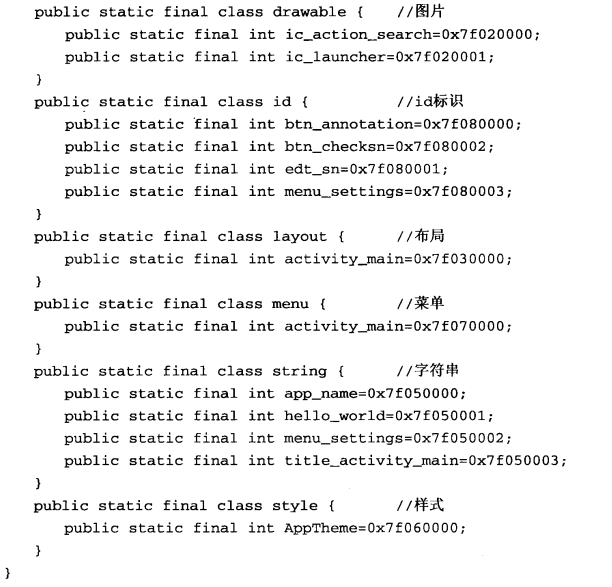 public static final class drawable {    //图片
    public static final int ic_action_search=0x7f020000;
    public static final int ic_launcher=0x7f020001;
}
public static final class id {          //id标识
    public static final int btn_annotation=0x7f080000;
    public static final int btn_checksn=0x7f080002;
    public static final int edt_sn=0x7f080001;
    public static final int menu_settings=0x7f080003;
}
public static final class layout {      //布局
    public static final int activity_main=0x7f030000;
}
public static final class menu {        //菜单
    public static final int activity_main=0x7f070000;
}
public static final class string {      //字符串
    public static final int app_name=0x7f050000;
    public static final int hello_world=0x7f050001;
    public static final int menu_settings=0x7f050002;
    public static final int title_activity_main=0x7f050003;
}
public static final class style {       //样式
    public static final int AppTheme=0x7f060000;
}
}